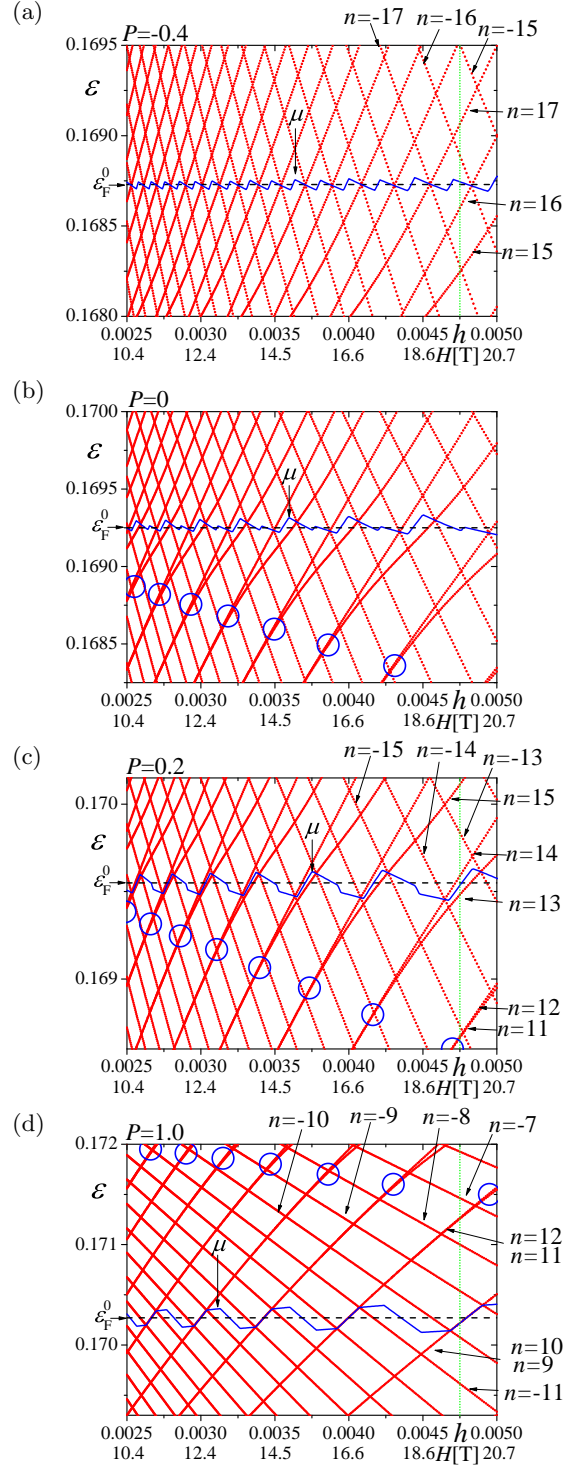 (a)
P=-0.4
n=-17
n=-16
n=-15
0.1695
ε
n=17
0.1690
μ
ε_F^0
n=16
0.1685
n=15
0.1680
0.0025 0.0030 0.0035 0.0040 0.0045 h 0.0050
10.4 12.4 14.5 16.6 18.6 H[T] 20.7
(b)
P=0
0.1700
ε
0.1695
μ
ε_F^0
0.1690
0.1685
0.0025 0.0030 0.0035 0.0040 0.0045 h 0.0050
10.4 12.4 14.5 16.6 18.6 H[T] 20.7
(c)
P=0.2
n=-15
n=-14
n=-13
0.170
n=15
ε
μ
n=14
ε_F^0
n=13
0.169
n=12
n=11
0.0025 0.0030 0.0035 0.0040 0.0045 h 0.0050
10.4 12.4 14.5 16.6 18.6 H[T] 20.7
(d)
P=1.0
n=-10
n=-9
n=-8
n=-7
0.172
ε
n=12
0.171
n=11
μ
ε_F^0
0.170
n=10
n=9
n=-11
0.0025 0.0030 0.0035 0.0040 0.0045 h 0.0050
10.4 12.4 14.5 16.6 18.6 H[T] 20.7